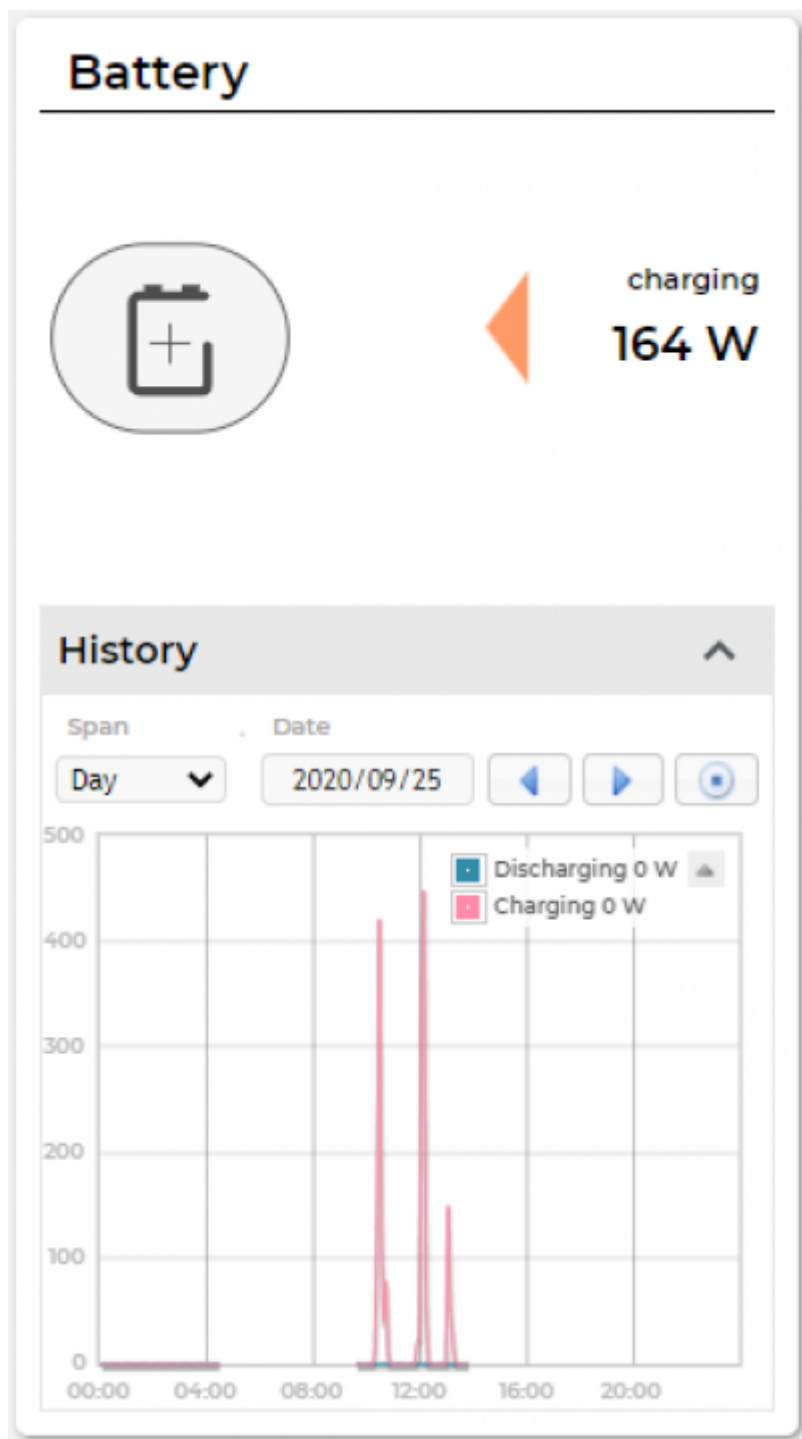 Battery
charging
164 W
History
Span . Date
Day 2020/09/25
500
Discharging 0 W
Charging 0 W
400
300
200
100
0
00:00 04:00 08:00 12:00 16:00 20:00